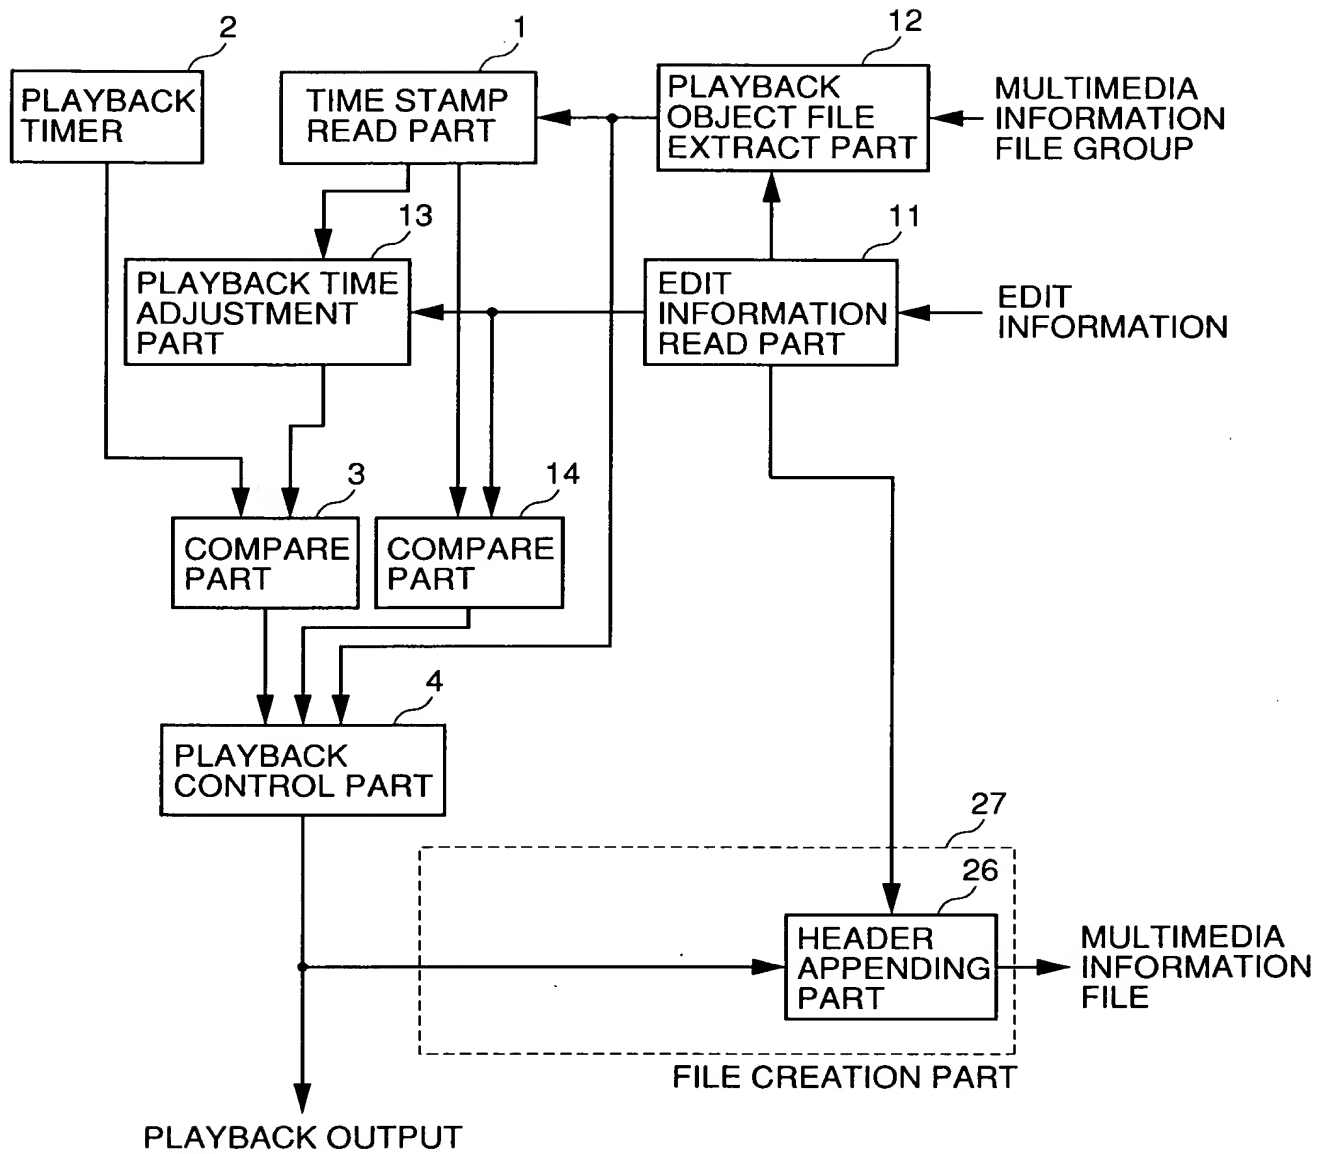 2
PLAYBACK
TIMER
1
TIME STAMP
READ PART
12
PLAYBACK
OBJECT FILE
EXTRACT PART
MULTIMEDIA
INFORMATION
FILE GROUP
13
PLAYBACK TIME
ADJUSTMENT
PART
11
EDIT
INFORMATION
READ PART
EDIT
INFORMATION
3
COMPARE
PART
14
COMPARE
PART
4
PLAYBACK
CONTROL PART
27
26
HEADER
APPENDING
PART
MULTIMEDIA
INFORMATION
FILE
FILE CREATION PART
PLAYBACK OUTPUT